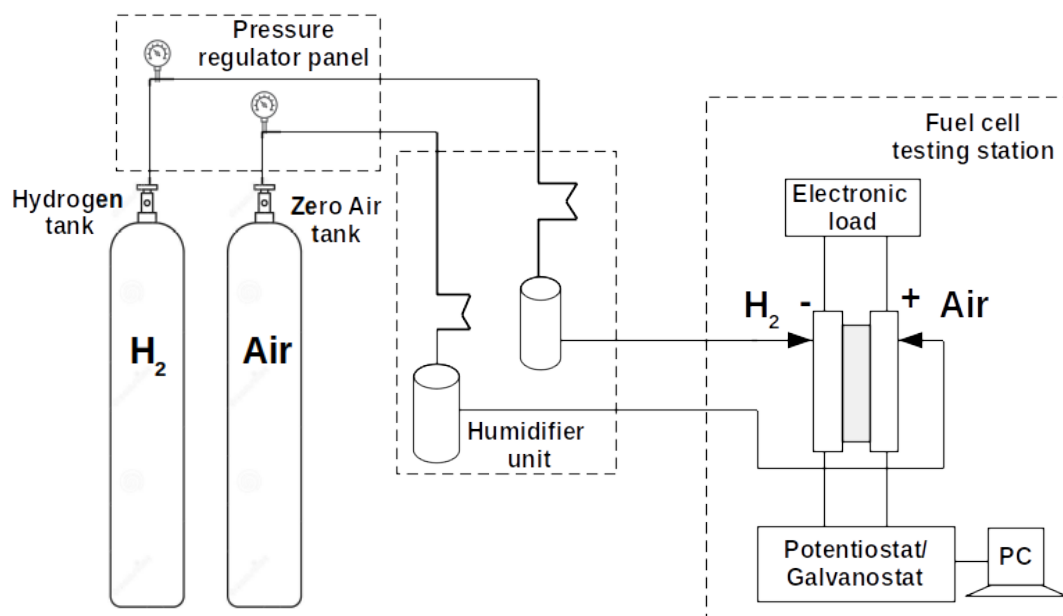 Pressure
regulator panel
Fuel cell
testing station
Hydrogen
tank
Zero Air
tank
Electronic
load
H2
-
+
Air
H2
Air
Humidifier
unit
Potentiostat/
Galvanostat
PC